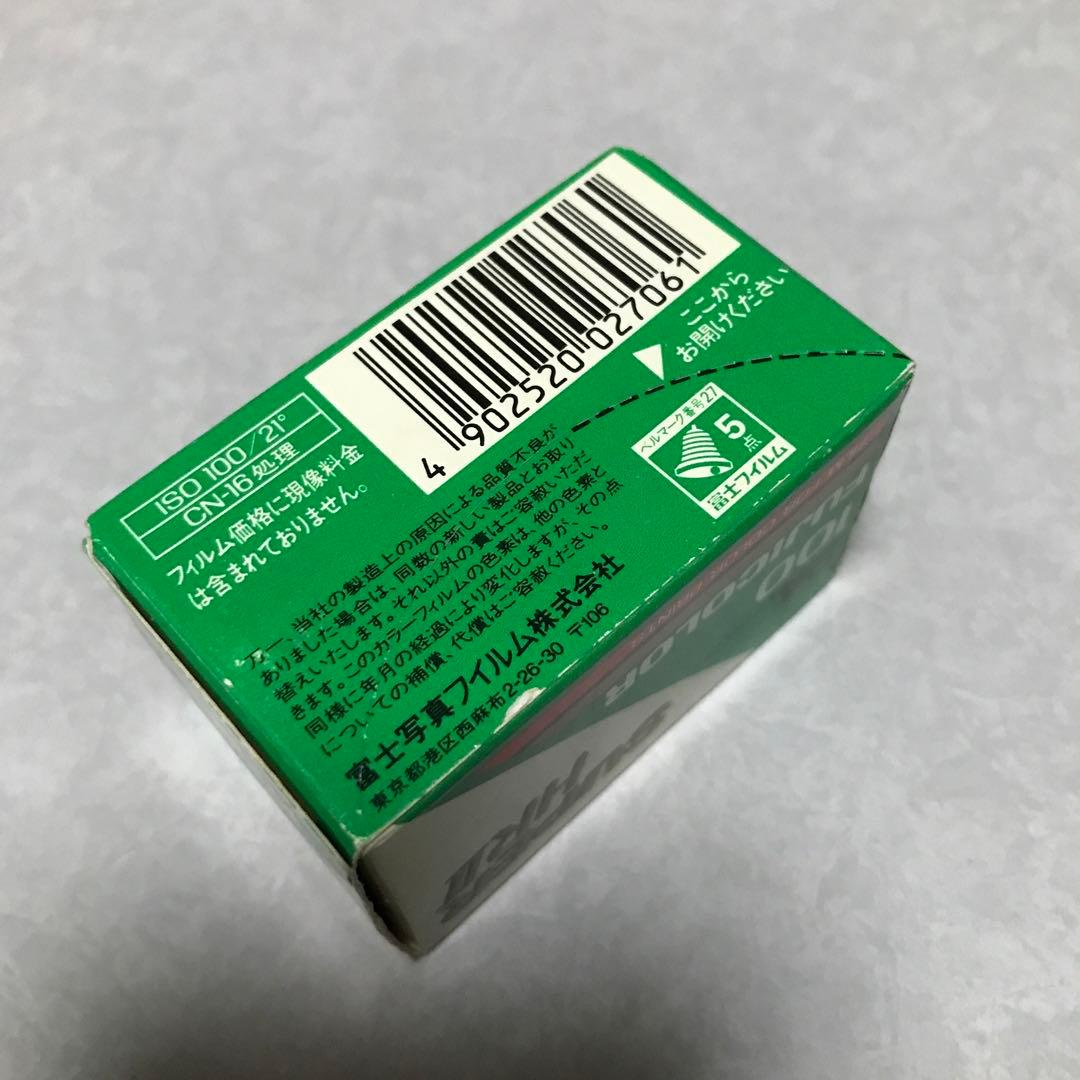 4902520027061
ここから
お開けください
ISO 100/21°
CN-16処理
フィルム価格に現像料金
は含まれておりません。
ベルマーク番号27
5点
富士フイルム
万一、当社の製造上の原因による品質不良が
ありました場合は、同数の新しい製品とお取り
替えいたします。それ以外の責はご容赦いただ
きます。このカラーフィルムの色素は、他の色素と
同様に年月の経過により変化しますが、その点
についての補償、代償はご容赦ください。
富士写真フイルム株式会社
東京都港区西麻布2-26-30 〒106
FUJICOLOR
100
SUPER